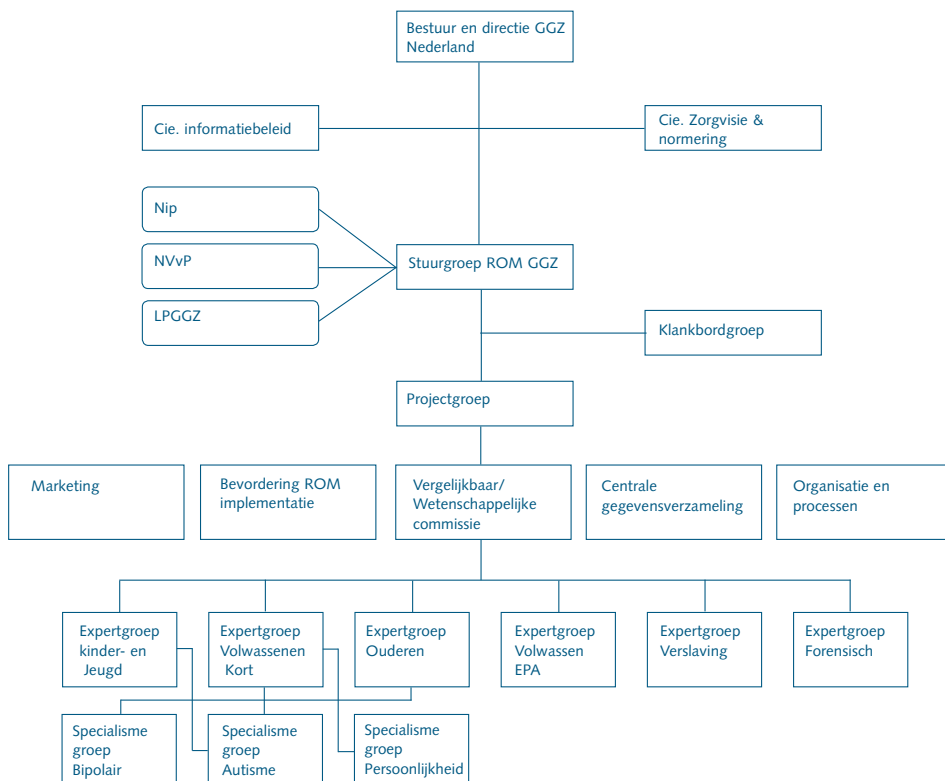 Bestuur en directie GGZ
Nederland
Cie. informatiebeleid
Cie. Zorgvisie &
normering
Nip
NVvP
LPGGZ
Stuurgroep ROM GGZ
Klankbordgroep
Projectgroep
Marketing
Bevordering ROM
implementatie
Vergelijkbaar/
Wetenschappelijke
commissie
Centrale
gegevensverzameling
Organisatie en
processen
Expertgroep
kinder- en
Jeugd
Expertgroep
Volwassenen
Kort
Expertgroep
Ouderen
Expertgroep
Volwassen
EPA
Expertgroep
Verslaving
Expertgroep
Forensisch
Specialisme
groep
Bipolair
Specialisme
groep
Autisme
Specialisme
groep
Persoonlijkheid